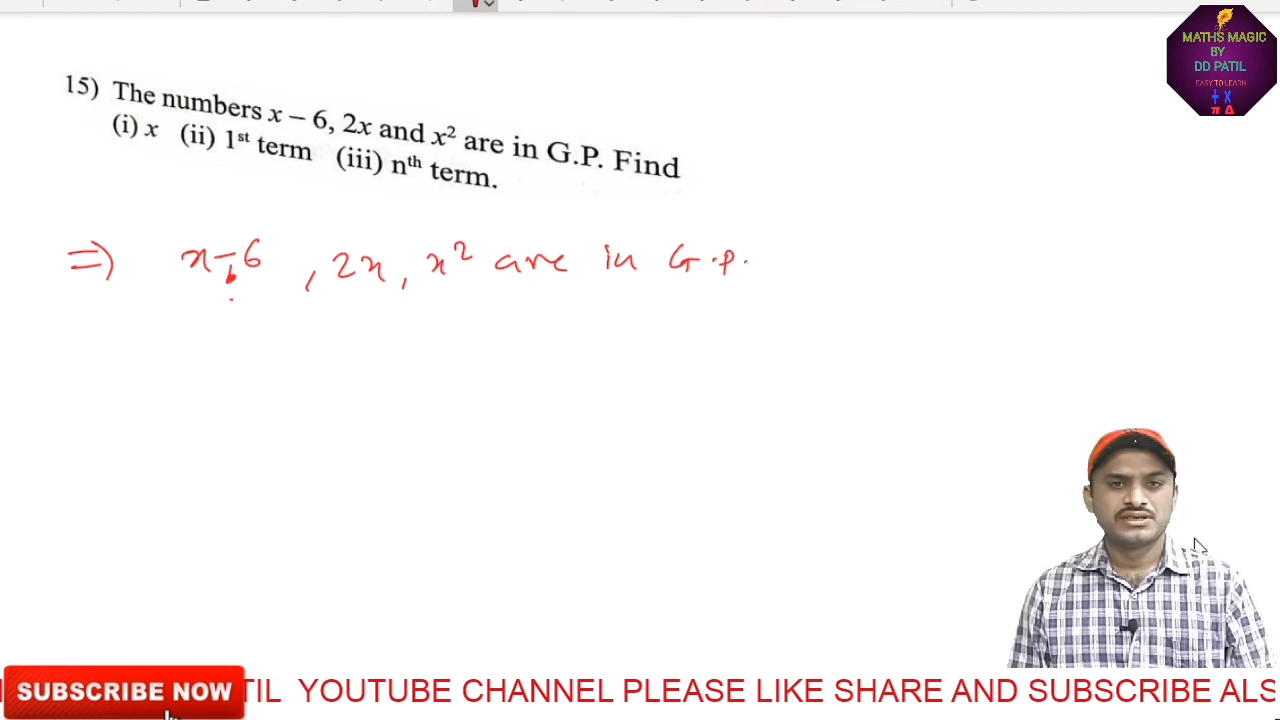 MATHS MAGIC
BY
DD PATIL
EASY TO LEARN
+ X
π Δ
15) The numbers x – 6, 2x and x² are in G.P. Find
(i) x (ii) 1ˢᵗ term (iii) nᵗʰ term.
=> x-6 , 2x, x² are in G.P.
SUBSCRIBE NOW
TIL YOUTUBE CHANNEL PLEASE LIKE SHARE AND SUBSCRIBE ALS